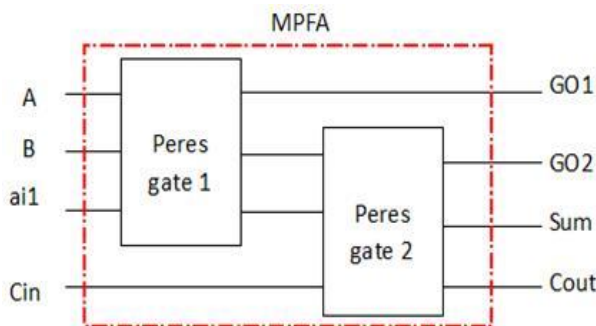 MPFA
A
B
ai1
Cin
Peres
gate 1
Peres
gate 2
GO1
GO2
Sum
Cout